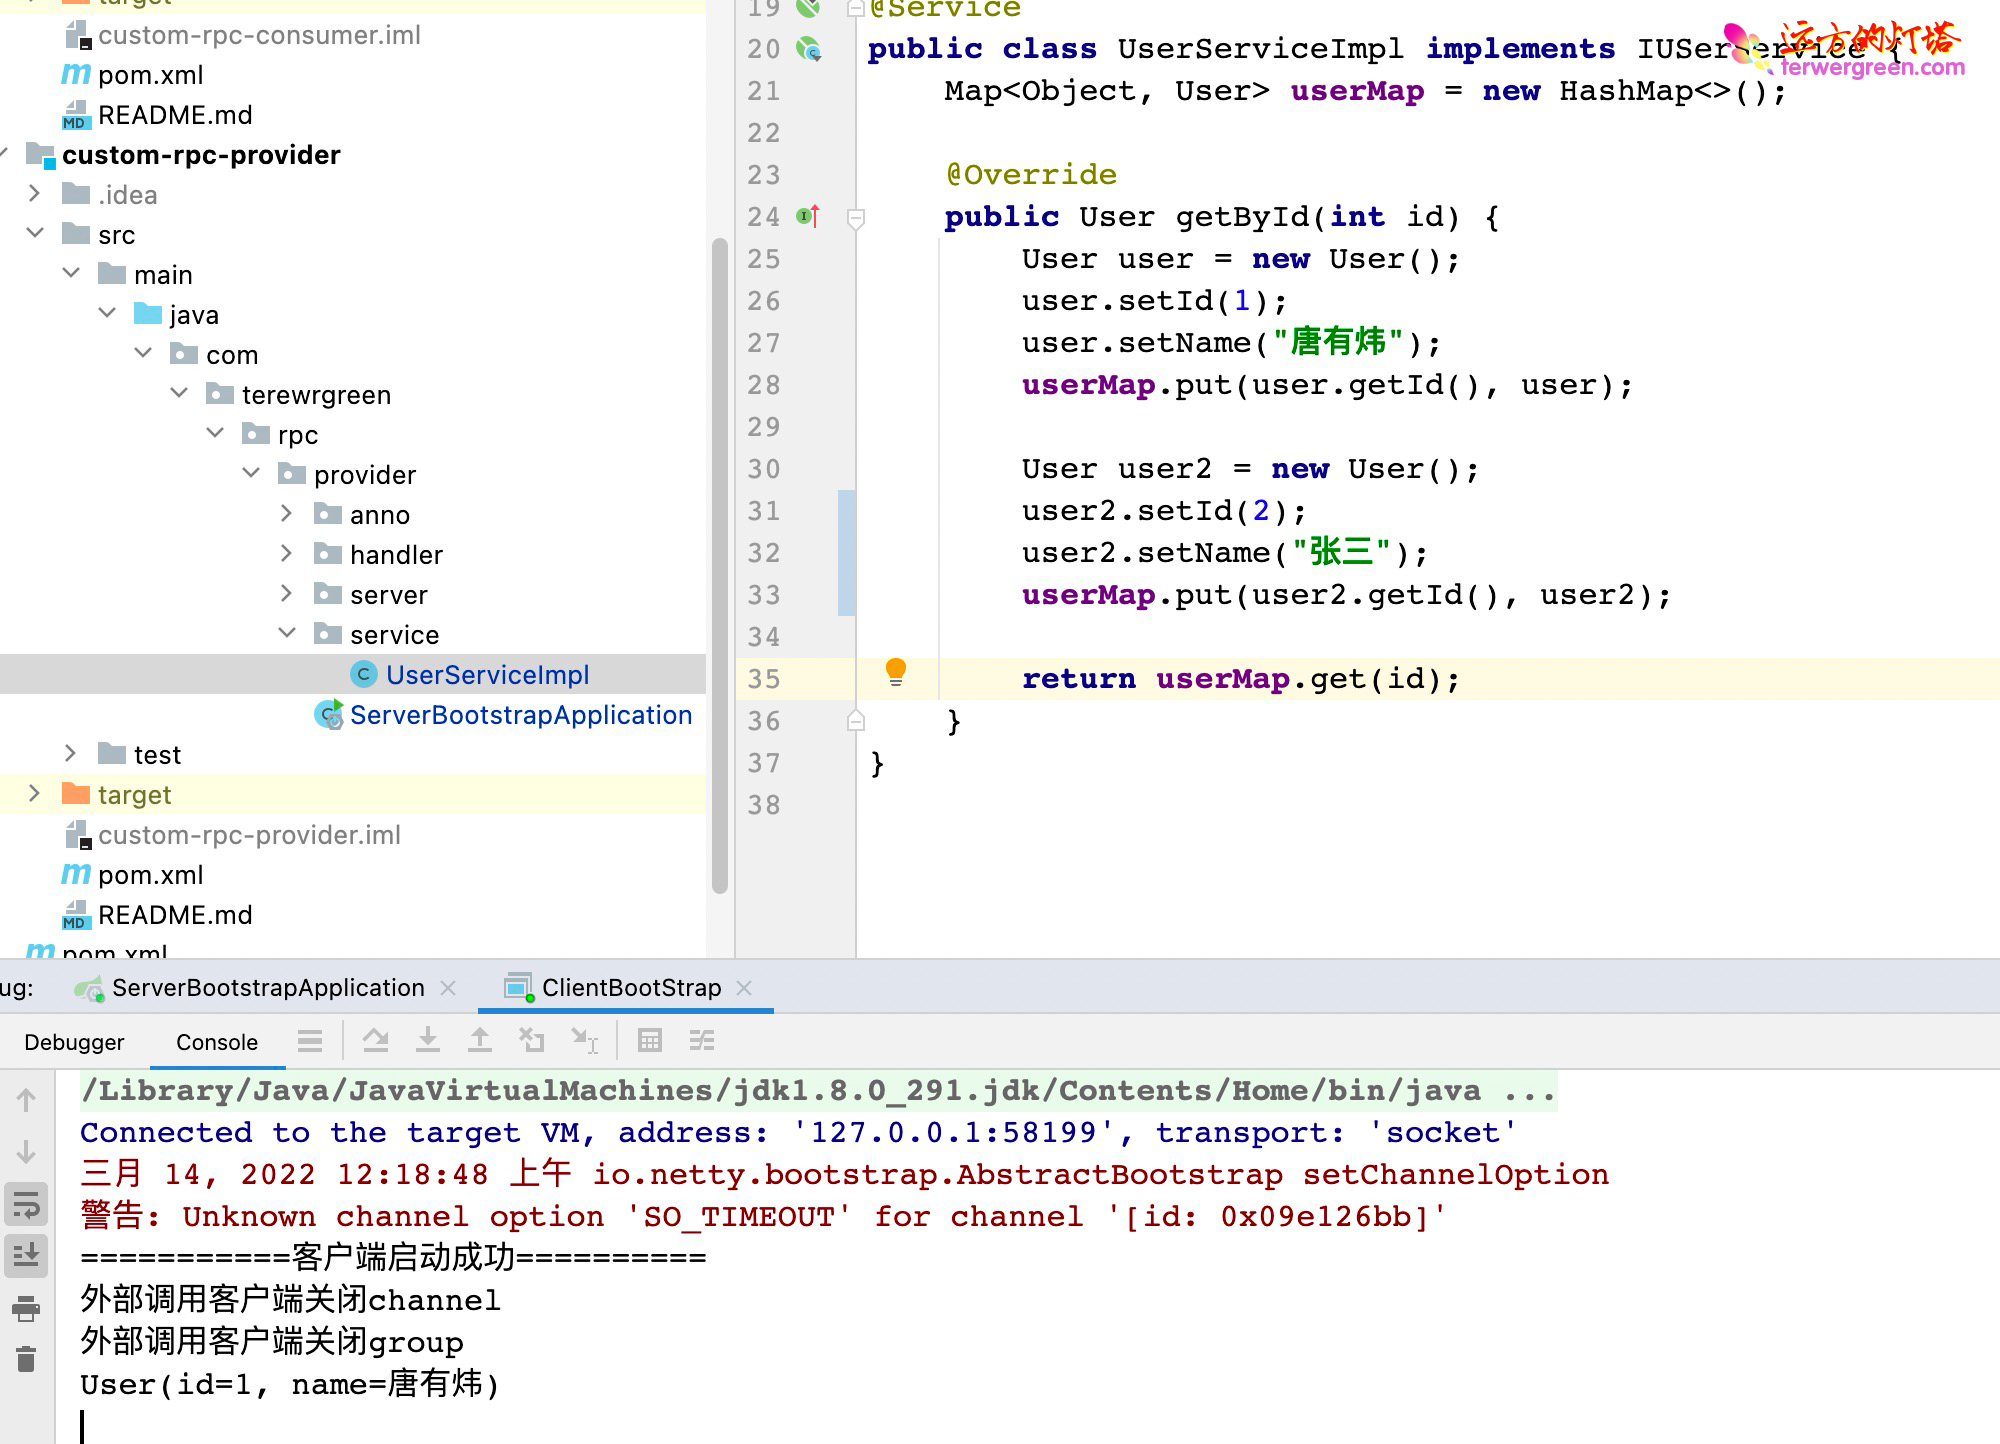 target
custom-rpc-consumer.iml
pom.xml
README.md
custom-rpc-provider
.idea
src
main
java
com
terewrgreen
rpc
provider
anno
handler
server
service
UserServiceImpl
ServerBootstrapApplication
test
target
custom-rpc-provider.iml
pom.xml
README.md
pom.xml
19 @Service
20 public class UserServiceImpl implements IUSerService {
21 Map<Object, User> userMap = new HashMap<>();
22
23 @Override
24 public User getById(int id) {
25 User user = new User();
26 user.setId(1);
27 user.setName("唐有炜");
28 userMap.put(user.getId(), user);
29
30 User user2 = new User();
31 user2.setId(2);
32 user2.setName("张三");
33 userMap.put(user2.getId(), user2);
34
35 return userMap.get(id);
36 }
37 }
38
远方的灯塔
terwergreen.com
ug: ServerBootstrapApplication ClientBootStrap
Debugger Console
/Library/Java/JavaVirtualMachines/jdk1.8.0_291.jdk/Contents/Home/bin/java ...
Connected to the target VM, address: '127.0.0.1:58199', transport: 'socket'
三月 14, 2022 12:18:48 上午 io.netty.bootstrap.AbstractBootstrap setChannelOption
警告: Unknown channel option 'SO_TIMEOUT' for channel '[id: 0x09e126bb]'
===========客户端启动成功==========
外部调用客户端关闭channel
外部调用客户端关闭group
User(id=1, name=唐有炜)